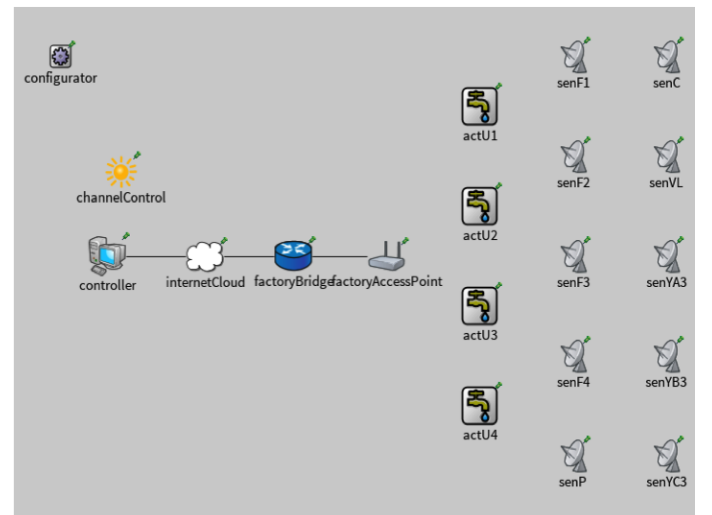 configurator
senF1
senC
actU1
channelControl
senF2
senVL
actU2
controller
internetCloud
factoryBridge
factoryAccessPoint
senF3
senYA3
actU3
senF4
senYB3
actU4
senP
senYC3